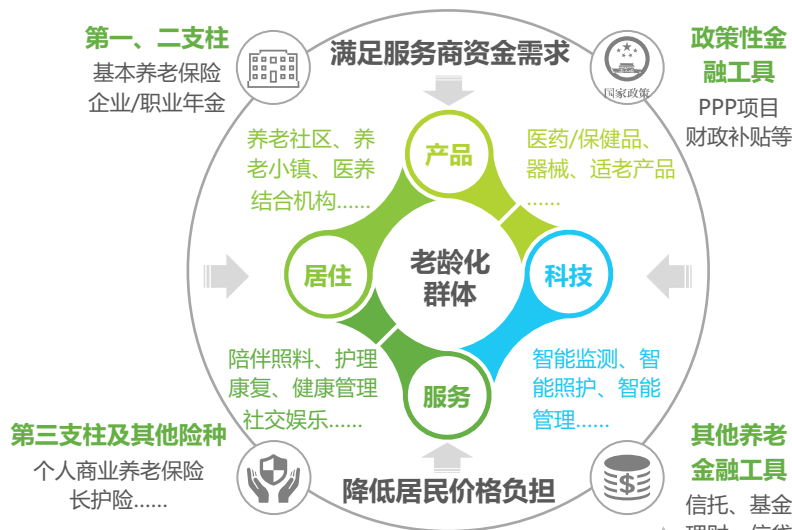 第一、二支柱
基本养老保险
企业/职业年金
满足服务商资金需求
国家政策
政策性金
融工具
PPP项目
财政补贴等
养老社区、养
老小镇、医养
结合机构......
产品
医药/保健品、
器械、适老产品
......
居住
老龄化
群体
科技
陪伴照料、护理
康复、健康管理
社交娱乐......
服务
智能监测、智
能照护、智能
管理......
第三支柱及其他险种
个人商业养老保险
长护险......
降低居民价格负担
$
其他养老
金融工具
信托、基金
理财、信贷